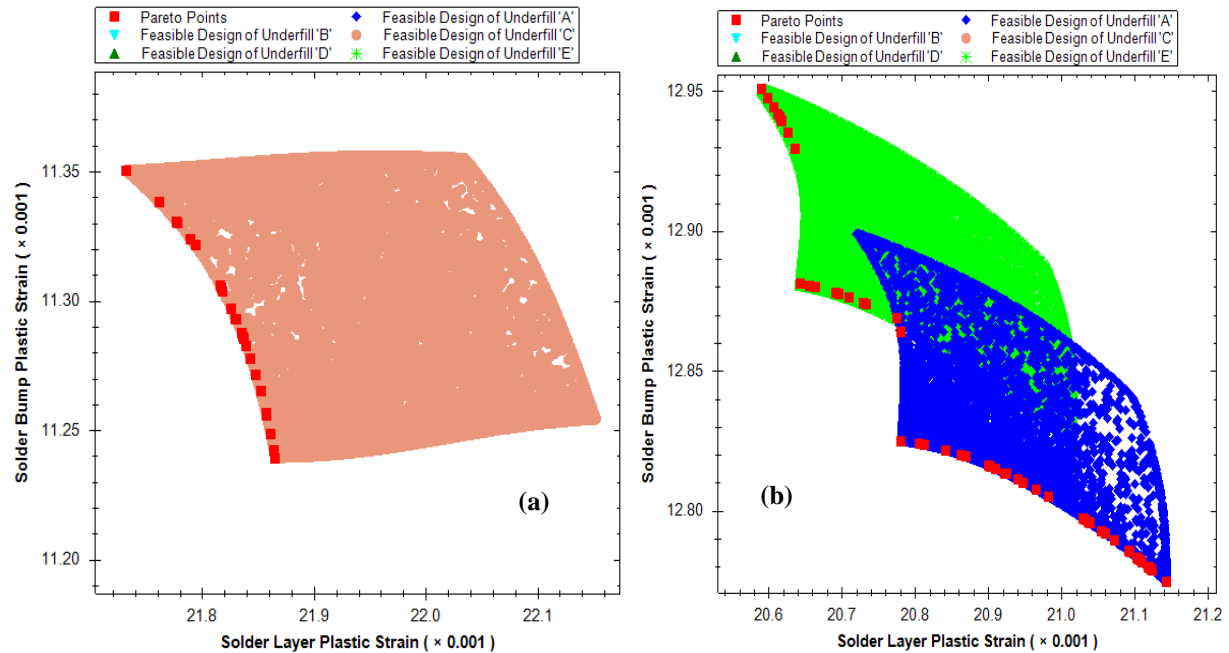 Pareto Points
Feasible Design of Underfill 'A'
Feasible Design of Underfill 'B'
Feasible Design of Underfill 'C'
Feasible Design of Underfill 'D'
Feasible Design of Underfill 'E'
Solder Bump Plastic Strain ( × 0.001 )
11.35
11.30
11.25
11.20
(a)
21.8 21.9 22.0 22.1
Solder Layer Plastic Strain ( × 0.001 )
Pareto Points
Feasible Design of Underfill 'A'
Feasible Design of Underfill 'B'
Feasible Design of Underfill 'C'
Feasible Design of Underfill 'D'
Feasible Design of Underfill 'E'
Solder Bump Plastic Strain ( × 0.001 )
12.95
12.90
12.85
12.80
(b)
20.6 20.7 20.8 20.9 21.0 21.1 21.2
Solder Layer Plastic Strain ( × 0.001 )